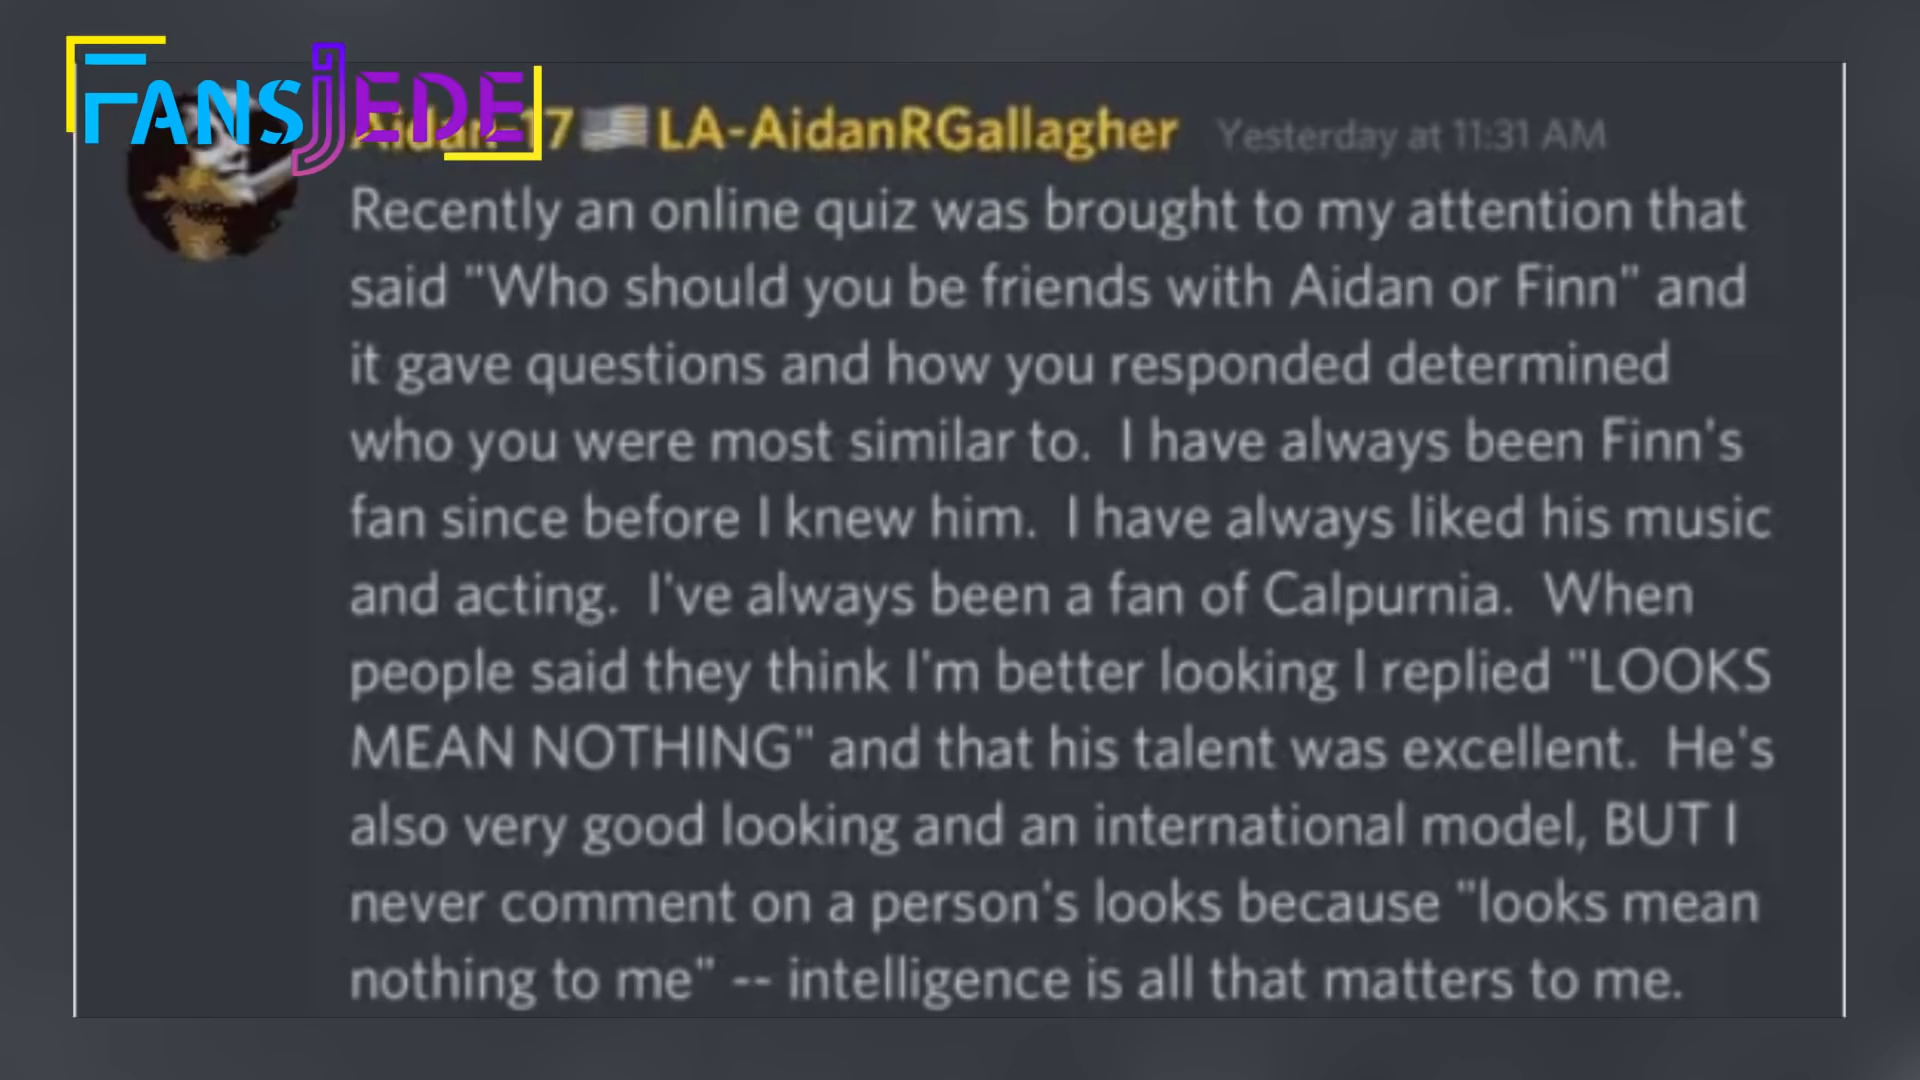 FANSJEDE
Aidan-17 LA-AidanRGallagher Yesterday at 11:31 AM
Recently an online quiz was brought to my attention that
said "Who should you be friends with Aidan or Finn" and
it gave questions and how you responded determined
who you were most similar to.  I have always been Finn's
fan since before I knew him.  I have always liked his music
and acting.  I've always been a fan of Calpurnia.  When
people said they think I'm better looking I replied "LOOKS
MEAN NOTHING" and that his talent was excellent.  He's
also very good looking and an international model, BUT I
never comment on a person's looks because "looks mean
nothing to me" -- intelligence is all that matters to me.